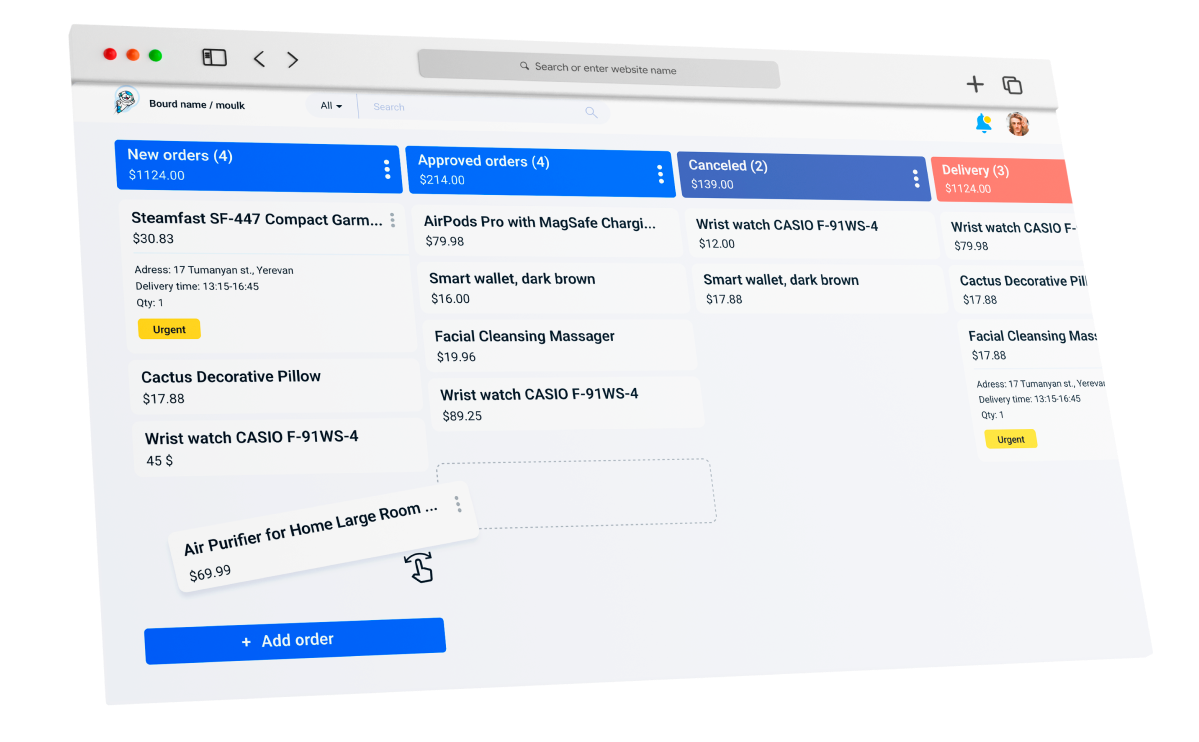 Search or enter website name
Bourd name / moulk
All
Search
New orders (4)
$1124.00
Steamfast SF-447 Compact Garm...
$30.83
Adress: 17 Tumanyan st., Yerevan
Delivery time: 13:15-16:45
Qty: 1
Urgent
Cactus Decorative Pillow
$17.88
Wrist watch CASIO F-91WS-4
45 $
Air Purifier for Home Large Room ...
$69.99
+ Add order
Approved orders (4)
$214.00
AirPods Pro with MagSafe Chargi...
$79.98
Smart wallet, dark brown
$16.00
Facial Cleansing Massager
$19.96
Wrist watch CASIO F-91WS-4
$89.25
Canceled (2)
$139.00
Wrist watch CASIO F-91WS-4
$12.00
Smart wallet, dark brown
$17.88
Delivery (3)
$1124.00
Wrist watch CASIO F-
$79.98
Cactus Decorative Pil
$17.88
Facial Cleansing Mass
$17.88
Adress: 17 Tumanyan st., Yerevan
Delivery time: 13:15-16:45
Qty: 1
Urgent